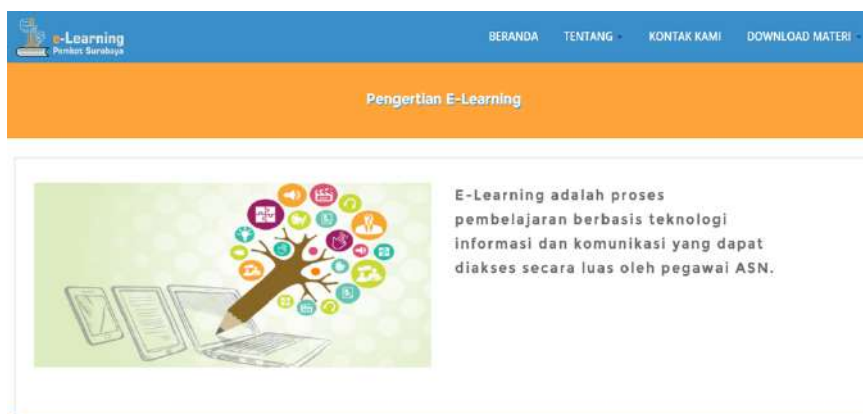 e-Learning
Pemkot Surabaya
BERANDA TENTANG KONTAK KAMI DOWNLOAD MATERI
Pengertian E-Learning
E-Learning adalah proses
pembelajaran berbasis teknologi
informasi dan komunikasi yang dapat
diakses secara luas oleh pegawai ASN.